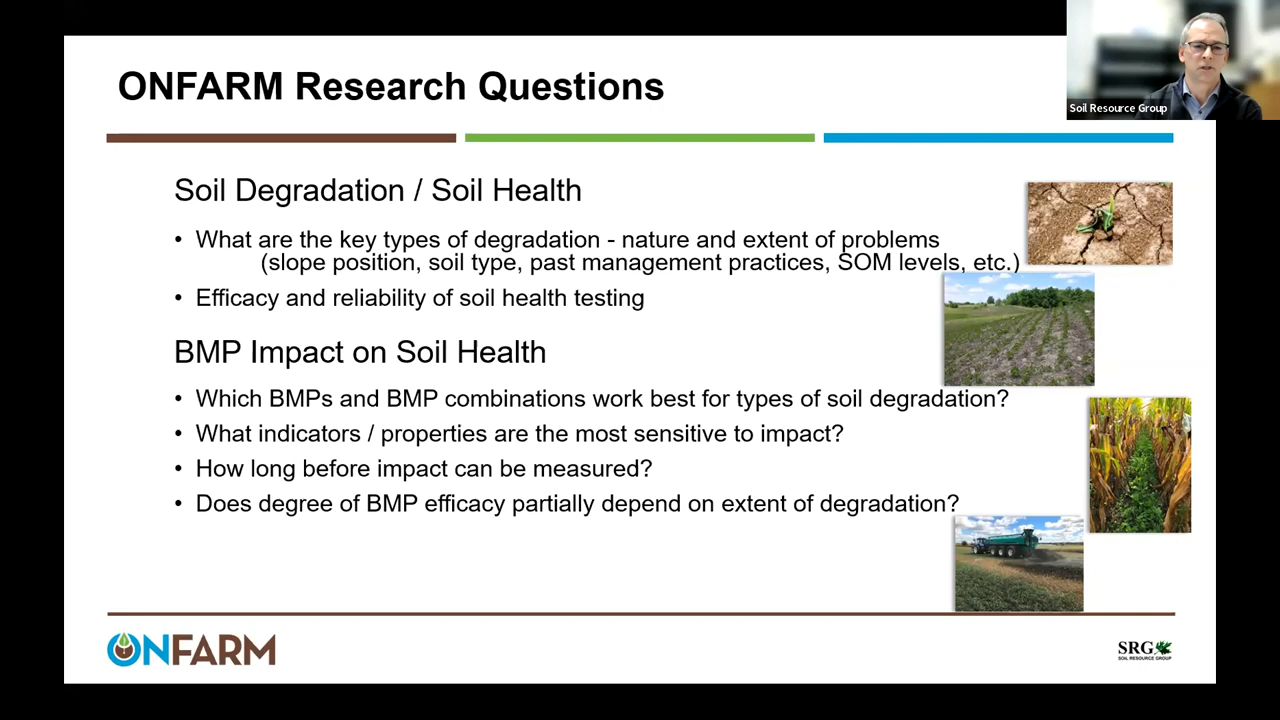 ONFARM Research Questions
Soil Resource Group
Soil Degradation / Soil Health
• What are the key types of degradation - nature and extent of problems
(slope position, soil type, past management practices, SOM levels, etc.)
• Efficacy and reliability of soil health testing
BMP Impact on Soil Health
• Which BMPs and BMP combinations work best for types of soil degradation?
• What indicators / properties are the most sensitive to impact?
• How long before impact can be measured?
• Does degree of BMP efficacy partially depend on extent of degradation?
ONFARM
SRG
SOIL RESOURCE GROUP